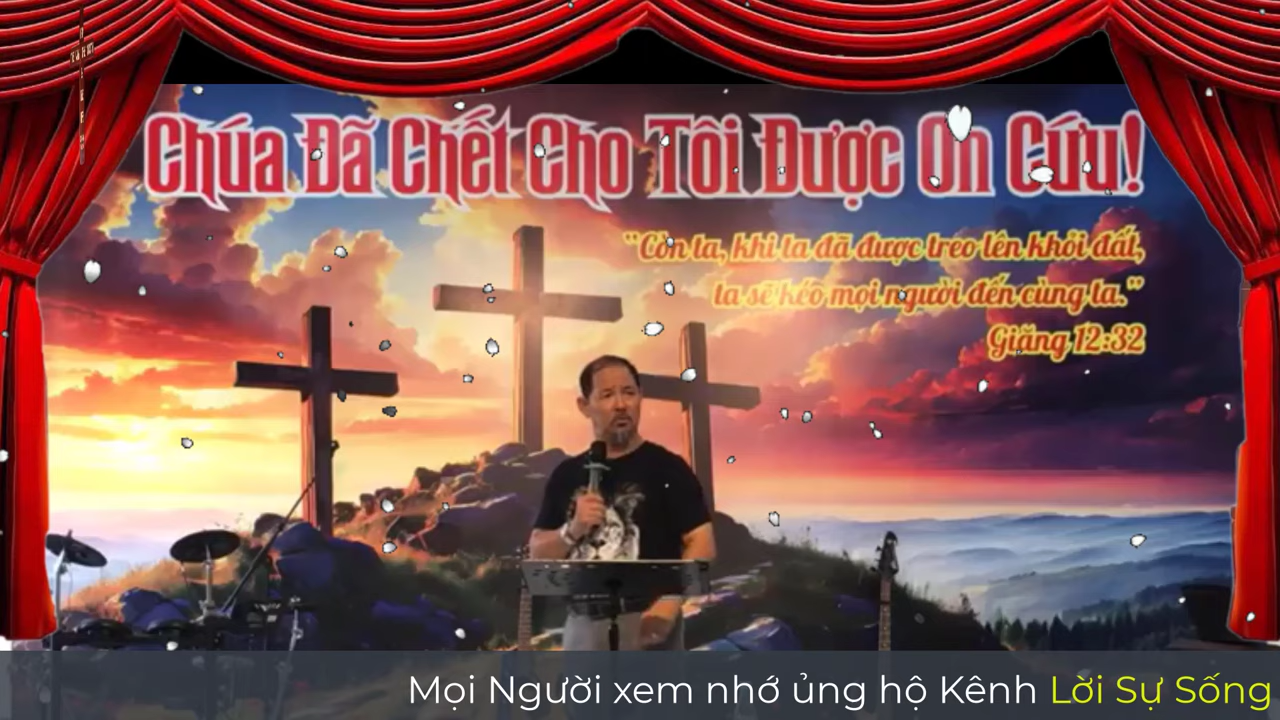 Chúa Đã Chết Cho Tôi Được Ơn Cứu!
"Còn ta, khi ta đã được treo lên khỏi đất,
ta sẽ kéo mọi người đến cùng ta."
Giăng 12:32
Mọi Người xem nhớ ủng hộ Kênh Lời Sự Sống